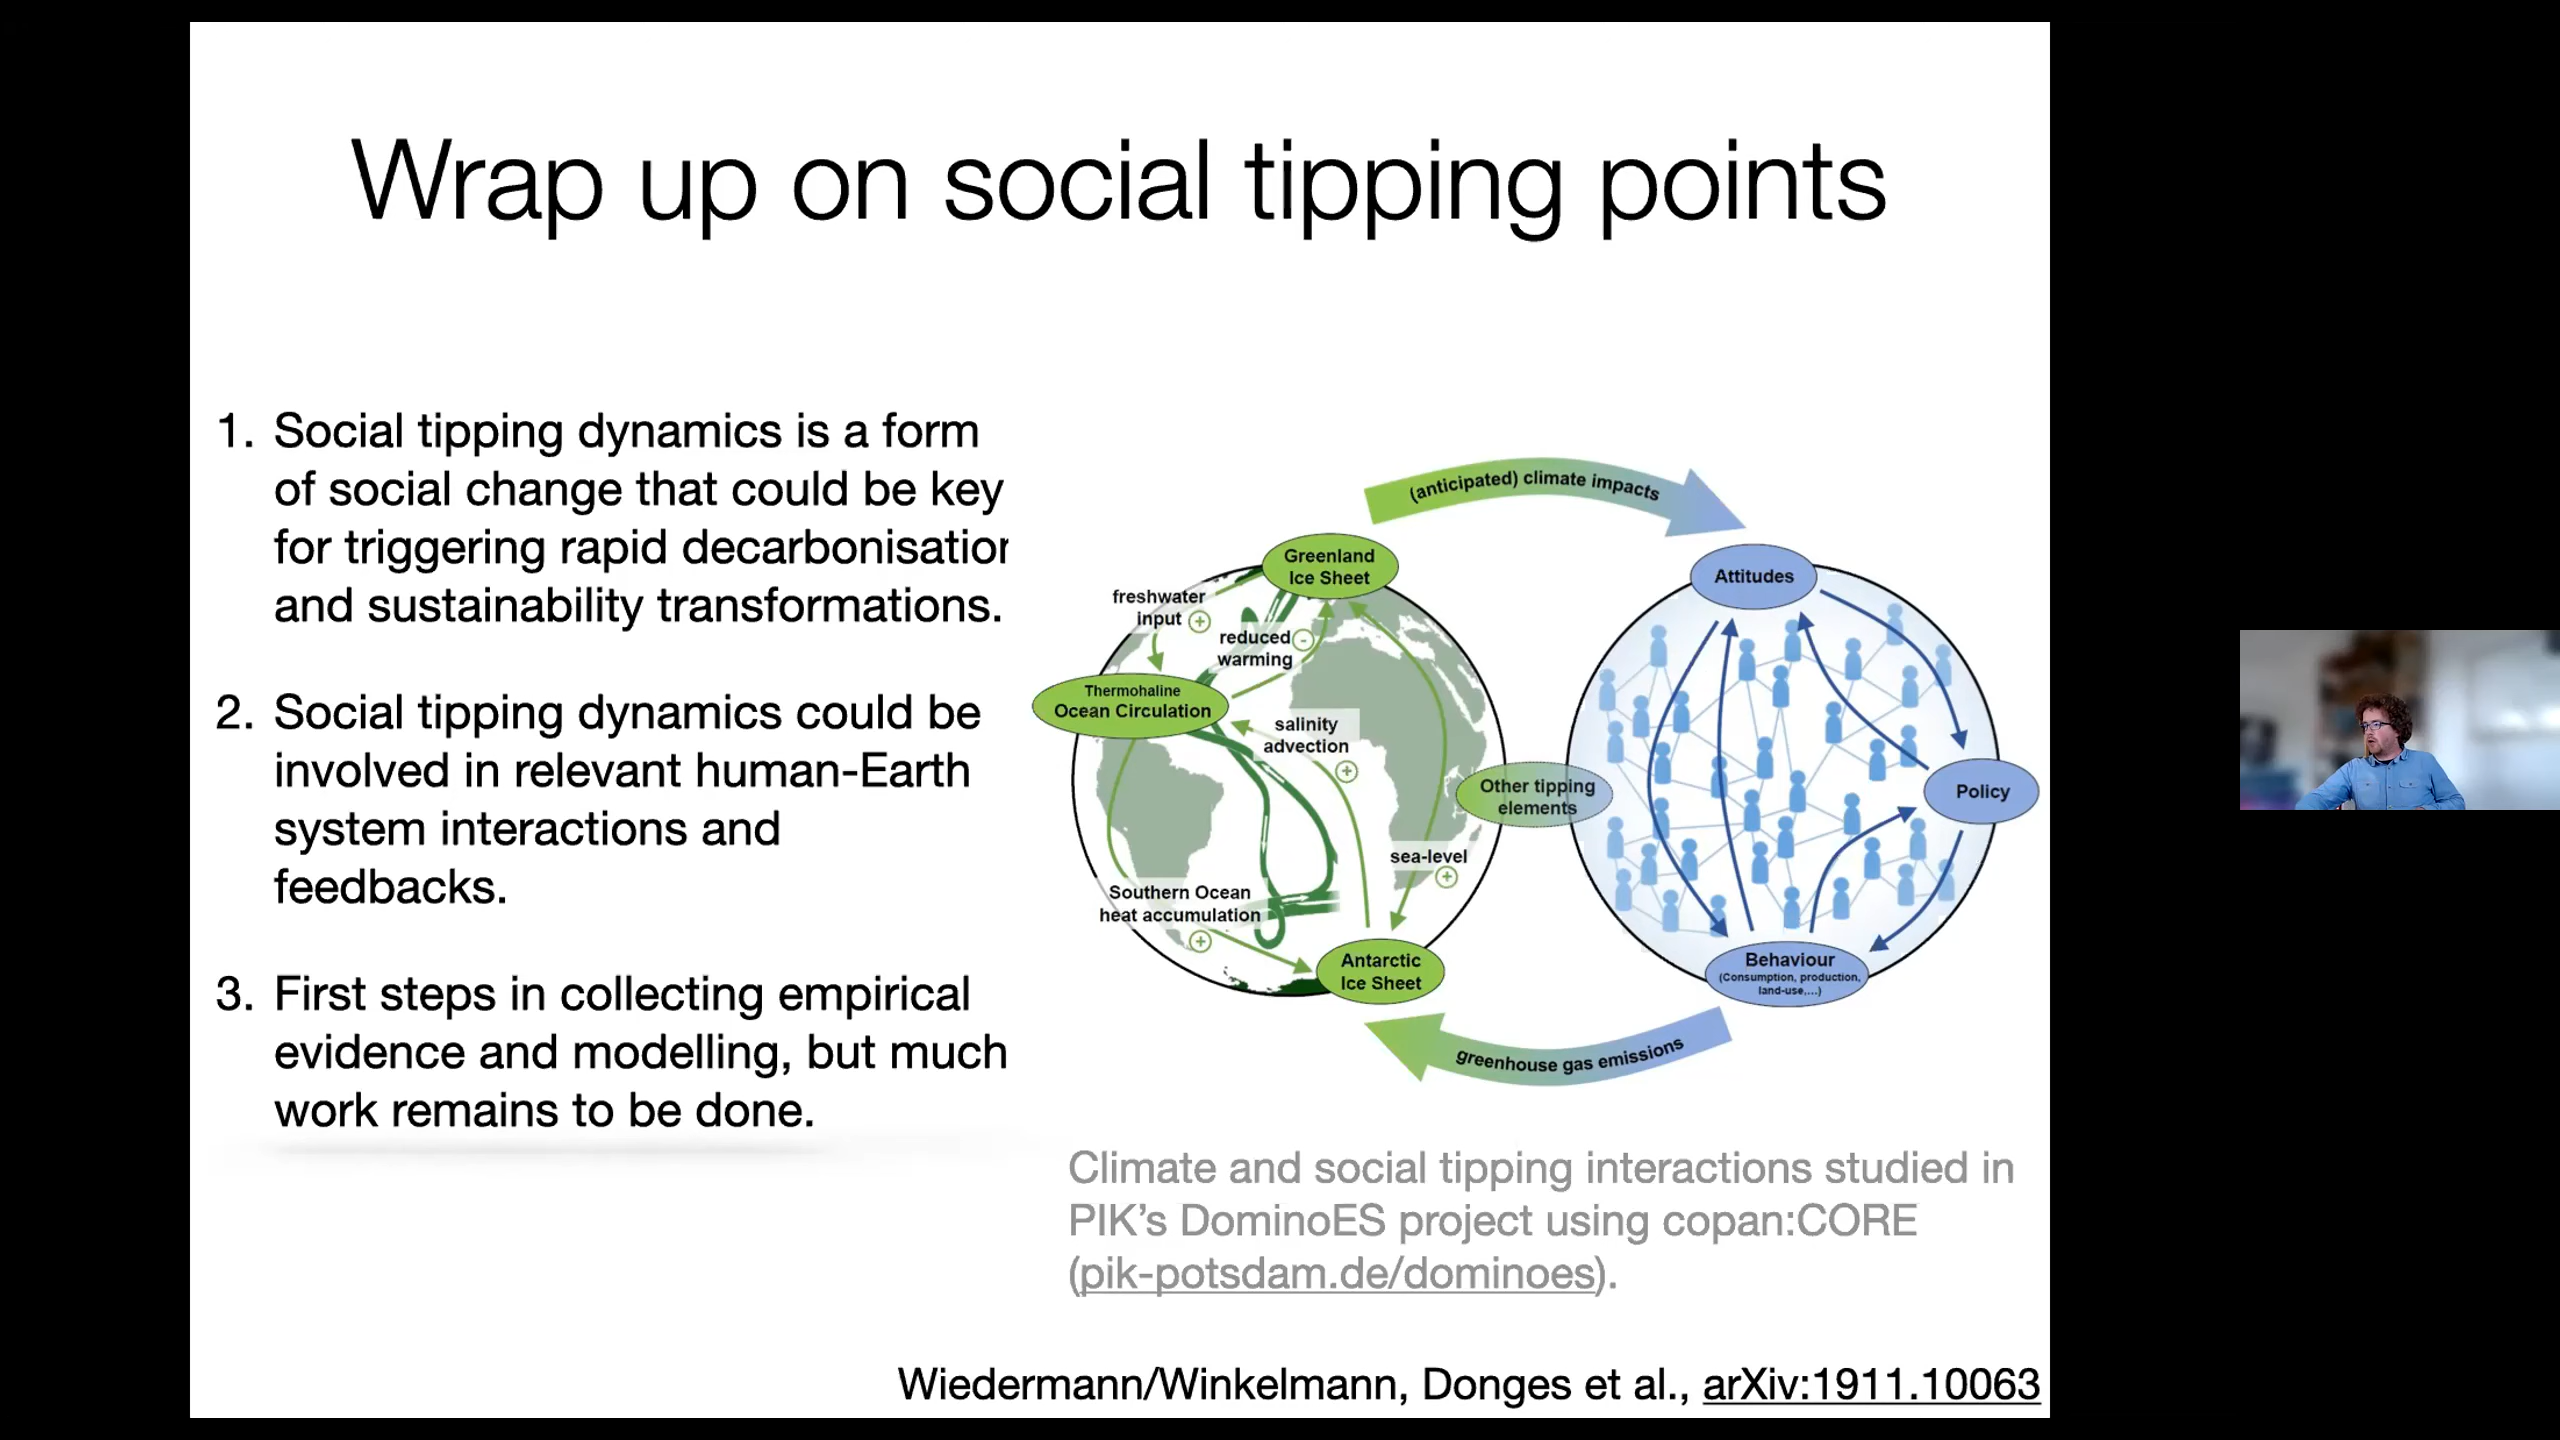 Wrap up on social tipping points
1. Social tipping dynamics is a form
of social change that could be key
for triggering rapid decarbonisation
and sustainability transformations.
2. Social tipping dynamics could be
involved in relevant human-Earth
system interactions and
feedbacks.
3. First steps in collecting empirical
evidence and modelling, but much
work remains to be done.
(anticipated) climate impacts
Greenland
Ice Sheet
freshwater
input +
reduced -
warming
Thermohaline
Ocean Circulation
salinity
advection
+
sea-level
+
Southern Ocean
heat accumulation
+
Antarctic
Ice Sheet
Other tipping
elements
Attitudes
Policy
Behaviour
(Consumption, production,
land-use,...)
greenhouse gas emissions
Climate and social tipping interactions studied in
PIK’s DominoES project using copan:CORE
(pik-potsdam.de/dominoes).
Wiedermann/Winkelmann, Donges et al., arXiv:1911.10063